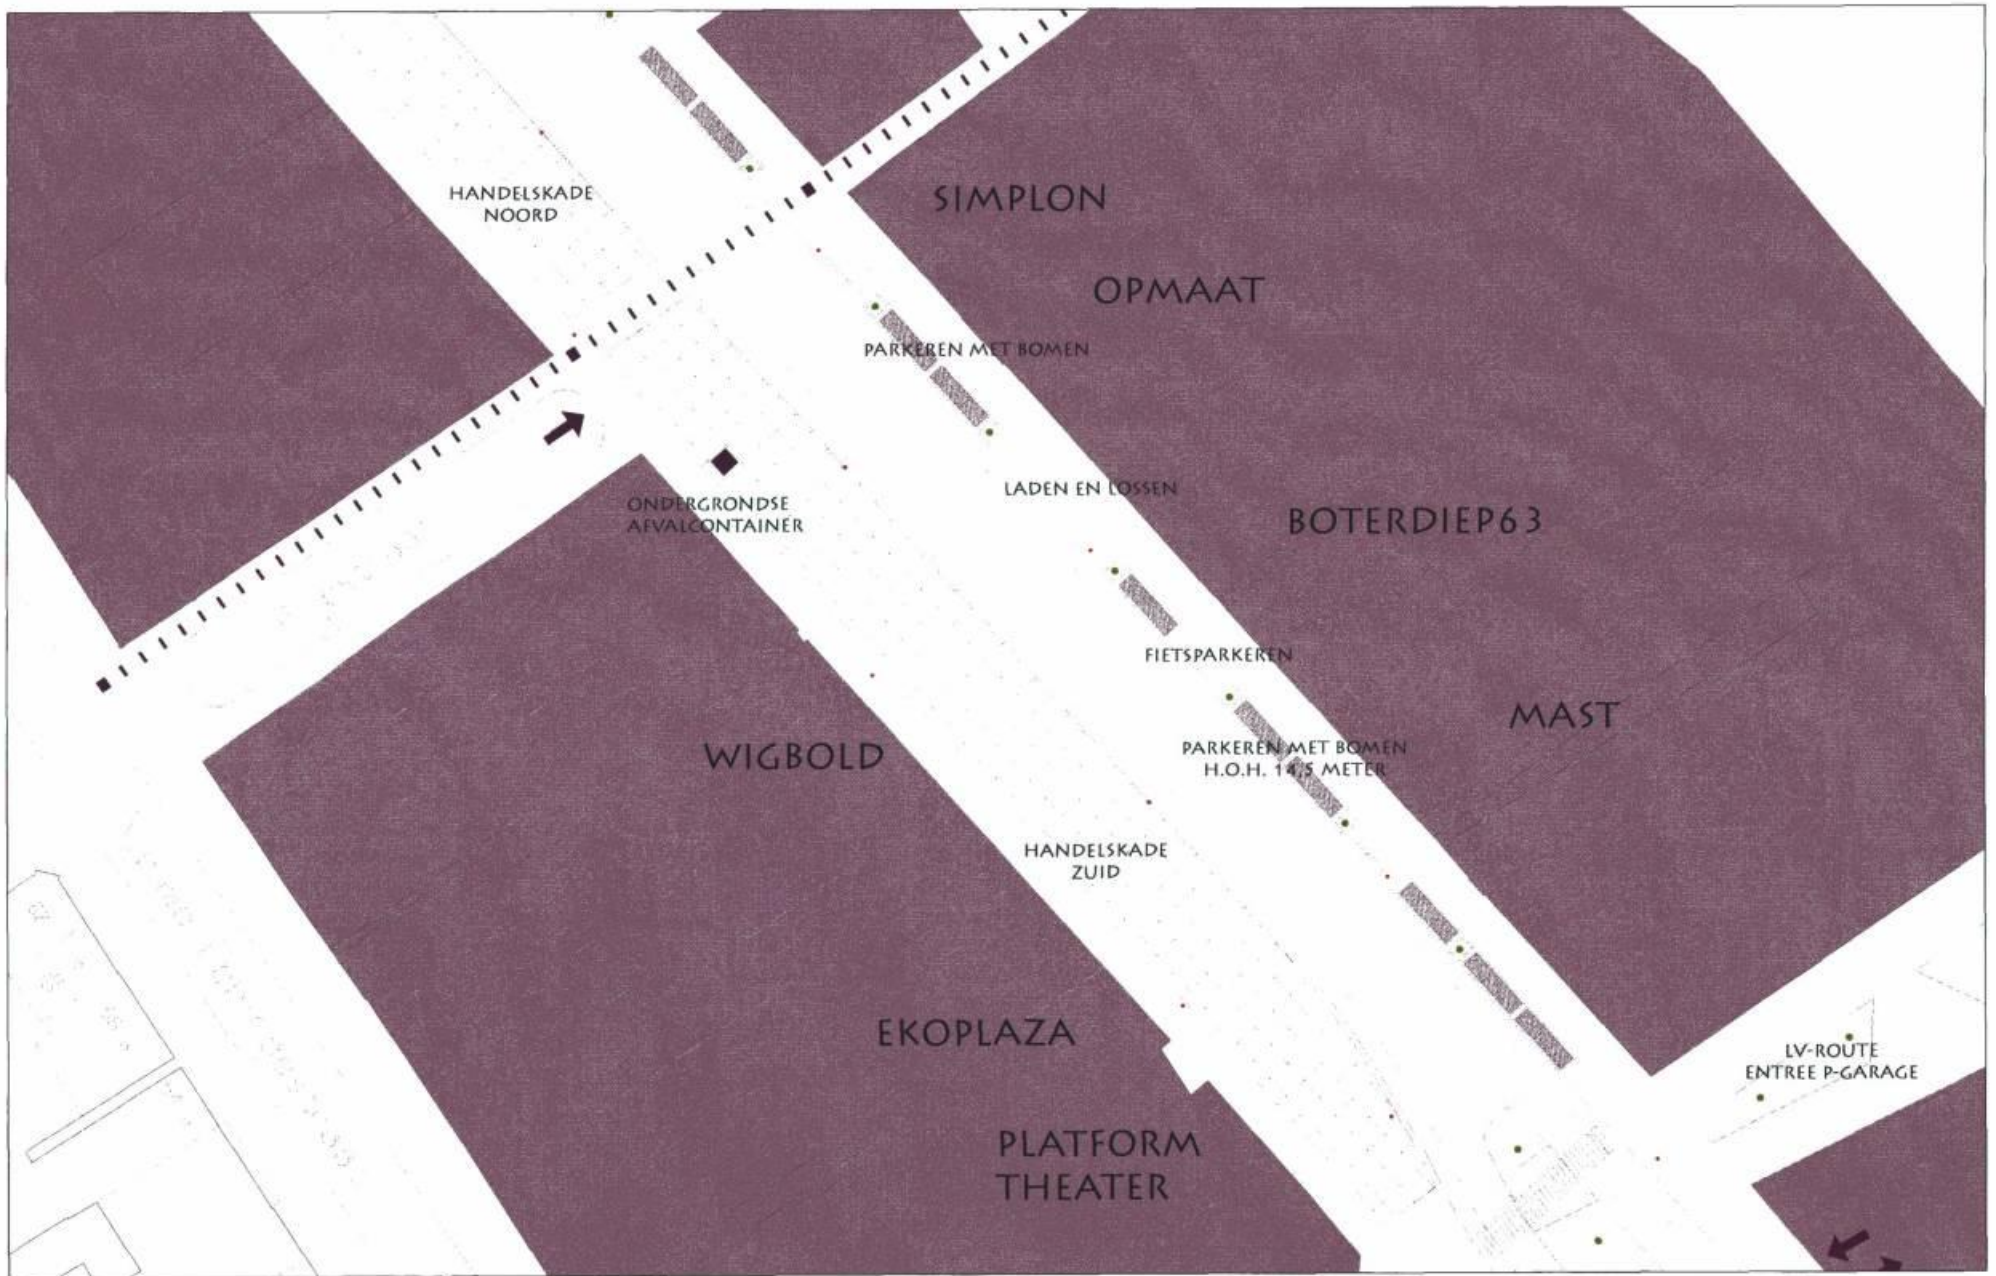 SIMPLON
HANDELSKADE
NOORD
OPMAAT
PARKEREN MET BOMEN
LADEN EN LOSSEN
ONDERGRONDSE
AFVALCONTAINER
BOTERDIEP63
FIETSPARKEREN
MAST
WIGBOLD
PARKEREN MET BOMEN
H.O.H. 14,5 METER
HANDELSKADE
ZUID
EKOPLAZA
LV-ROUTE
ENTREE P-GARAGE
PLATFORM
THEATER